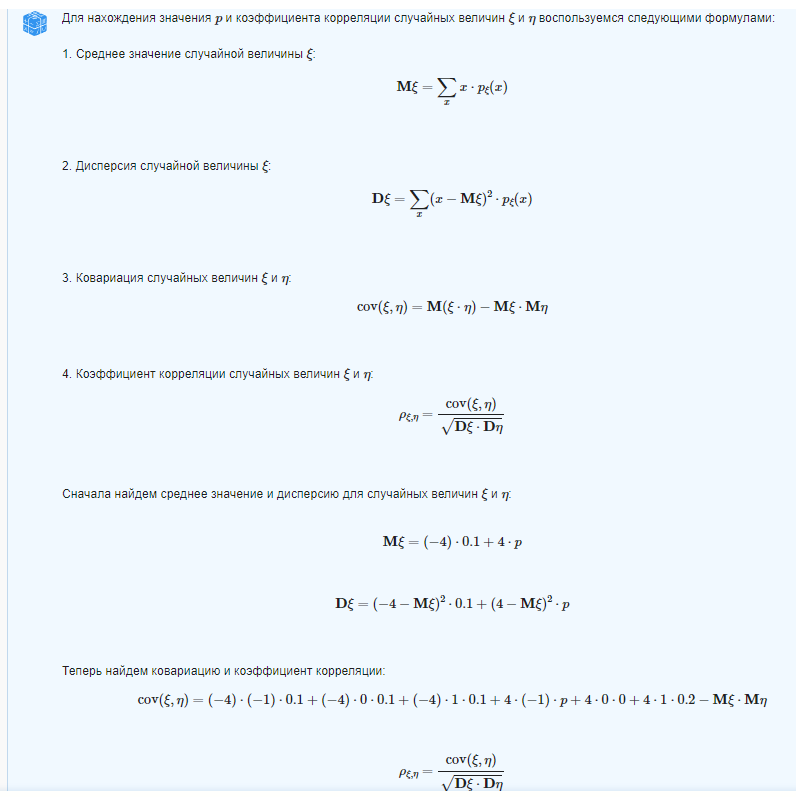 Для нахождения значения p и коэффициента корреляции случайных величин ξ и η воспользуемся следующими формулами:
1. Среднее значение случайной величины ξ:
Mξ = ∑ₓ x · p_ξ(x)
2. Дисперсия случайной величины ξ:
Dξ = ∑ₓ (x − Mξ)² · p_ξ(x)
3. Ковариация случайных величин ξ и η:
cov(ξ, η) = M(ξ · η) − Mξ · Mη
4. Коэффициент корреляции случайных величин ξ и η:
ρ_ξ,η = cov(ξ, η) / √(Dξ · Dη)
Сначала найдем среднее значение и дисперсию для случайных величин ξ и η:
Mξ = (−4) · 0.1 + 4 · p
Dξ = (−4 − Mξ)² · 0.1 + (4 − Mξ)² · p
Теперь найдем ковариацию и коэффициент корреляции:
cov(ξ, η) = (−4) · (−1) · 0.1 + (−4) · 0 · 0.1 + (−4) · 1 · 0.1 + 4 · (−1) · p + 4 · 0 · 0 + 4 · 1 · 0.2 − Mξ · Mη
ρ_ξ,η = cov(ξ, η) / √(Dξ · Dη)